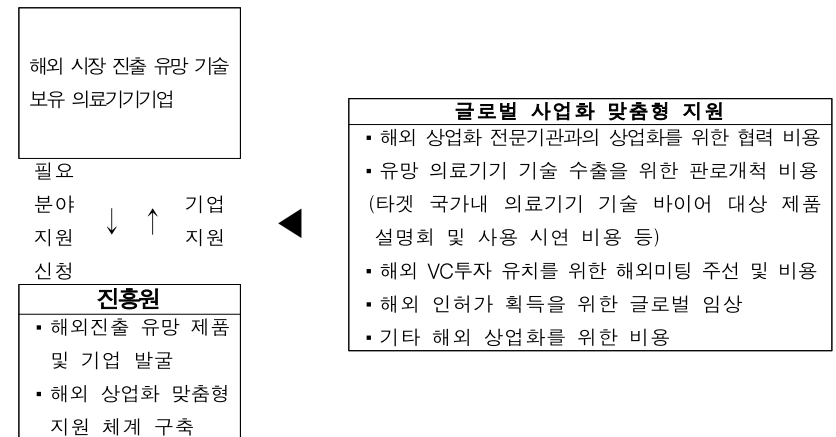 해외 시장 진출 유망 기술
보유 의료기기기업
필요
분야
지원
신청
↓ ↑
기업
지원
◀
진흥원
▪ 해외진출 유망 제품
및 기업 발굴
▪ 해외 상업화 맞춤형
지원 체계 구축
글로벌 사업화 맞춤형 지원
▪ 해외 상업화 전문기관과의 상업화를 위한 협력 비용
▪ 유망 의료기기 기술 수출을 위한 판로개척 비용
(타겟 국가내 의료기기 기술 바이어 대상 제품
설명회 및 사용 시연 비용 등)
▪ 해외 VC투자 유치를 위한 해외미팅 주선 및 비용
▪ 해외 인허가 획득을 위한 글로벌 임상
▪ 기타 해외 상업화를 위한 비용